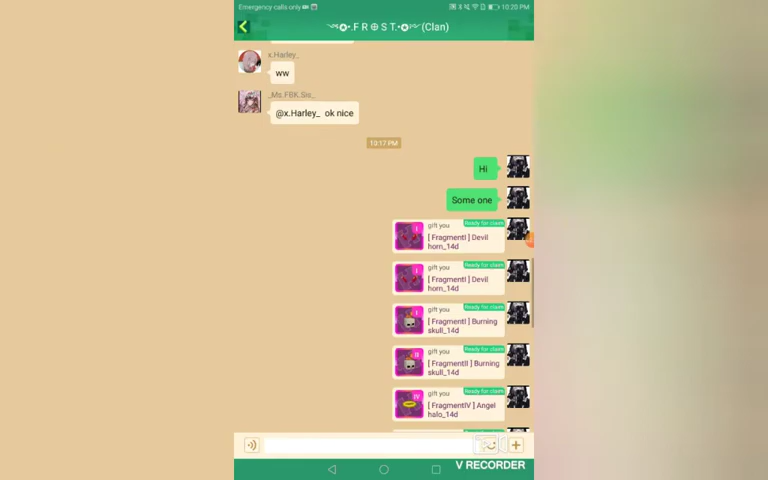 Emergency calls only
10:20 PM
.F R ⊕ S T.•✪(Clan)
x.Harley_
ww
_Ms.FBK.Sis_
@x.Harley_ ok nice
10:17 PM
Hi
Some one
gift you Ready for claim
[ FragmentI ] Devil
horn_14d
gift you Ready for claim
[ FragmentI ] Devil
horn_14d
gift you Ready for claim
[ FragmentI ] Burning
skull_14d
gift you Ready for claim
[ FragmentII ] Burning
skull_14d
gift you Ready for claim
[ FragmentIV ] Angel
halo_14d
V RECORDER